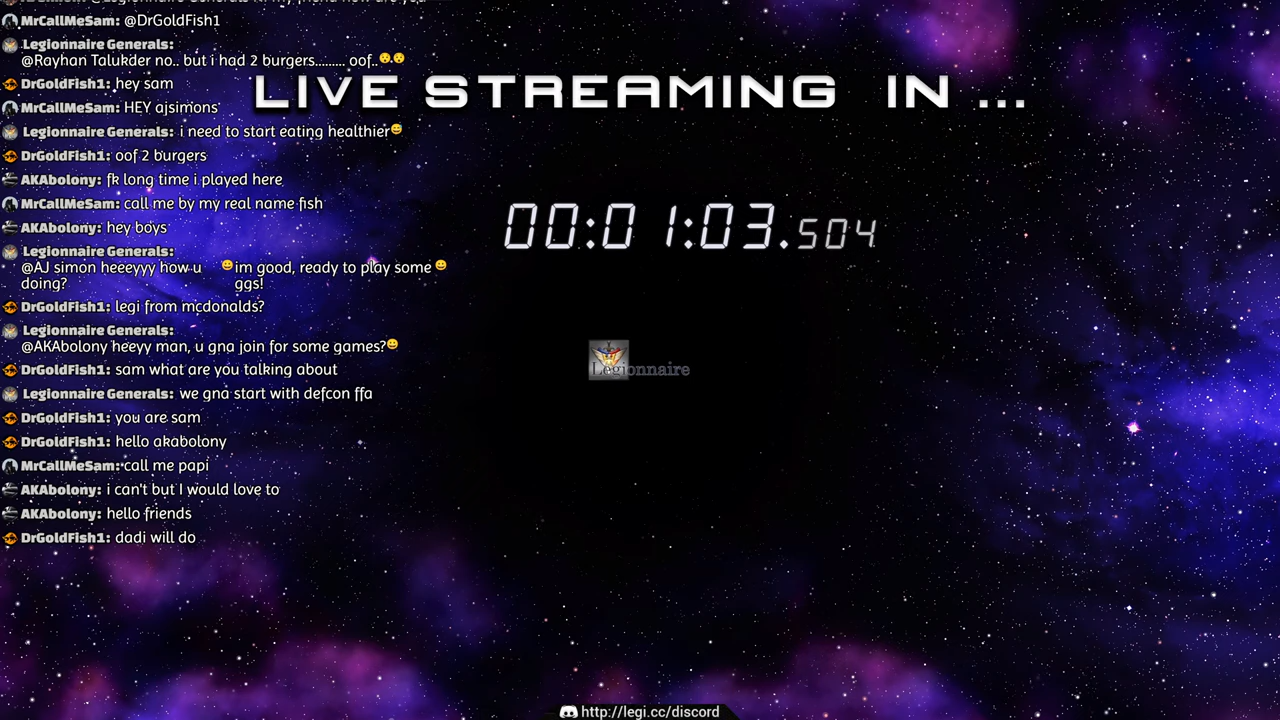 MrCallMeSam: @DrGoldFish1
Legionnaire Generals:
@Rayhan Talukder no.. but i had 2 burgers......... oof..😯😯
DrGoldFish1: hey sam
MrCallMeSam: HEY ajsimons
Legionnaire Generals: i need to start eating healthier😅
DrGoldFish1: oof 2 burgers
AKAbolony: fk long time i played here
MrCallMeSam: call me by my real name fish
AKAbolony: hey boys
Legionnaire Generals:
@AJ simon heeeyyy how u doing? 😀im good, ready to play some ggs! 😀
DrGoldFish1: legi from mcdonalds?
Legionnaire Generals:
@AKAbolony heeyy man, u gna join for some games?😀
DrGoldFish1: sam what are you talking about
Legionnaire Generals: we gna start with defcon ffa
DrGoldFish1: you are sam
DrGoldFish1: hello akabolony
MrCallMeSam: call me papi
AKAbolony: i can't but I would love to
AKAbolony: hello friends
DrGoldFish1: dadi will do
LIVE STREAMING IN ...
00:01:03.504
Legionnaire
http://legi.cc/discord